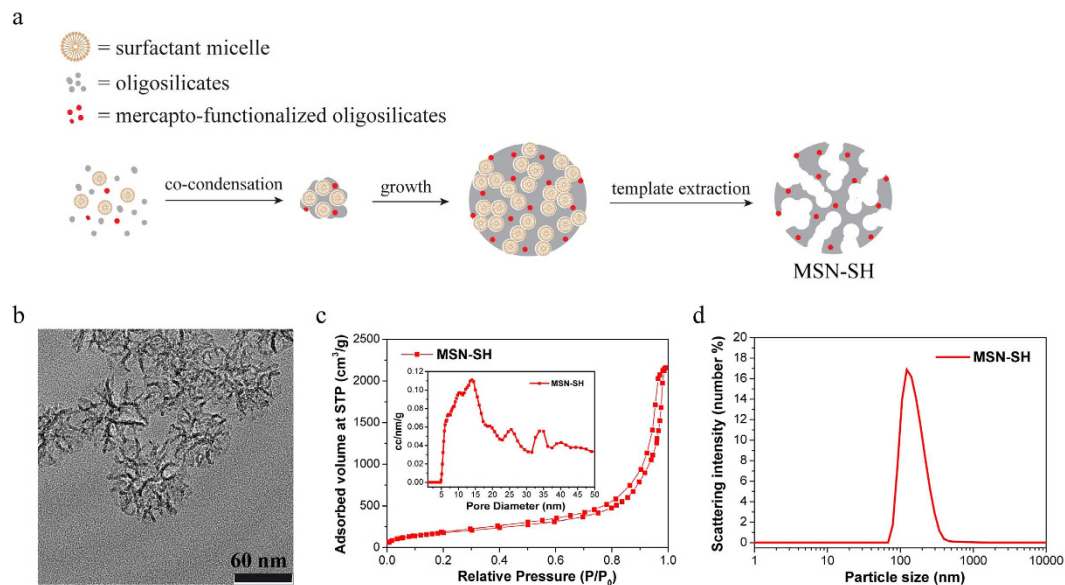 a
= surfactant micelle
= oligosilicates
= mercapto-functionalized oligosilicates
co-condensation
growth
template extraction
MSN-SH
b
60 nm
c
Adsorbed volume at STP (cm³/g)
2500
2000
1500
1000
500
0
0.0 0.2 0.4 0.6 0.8 1.0
Relative Pressure (P/P₀)
MSN-SH
cc/nm/g
0.12
0.10
0.08
0.06
0.04
0.02
0.00
5 10 15 20 25 30 35 40 45 50
Pore Diameter (nm)
MSN-SH
d
Scattering intensity (number %)
20
18
16
14
12
10
8
6
4
2
0
1 10 100 1000 10000
Particle size (nm)
MSN-SH